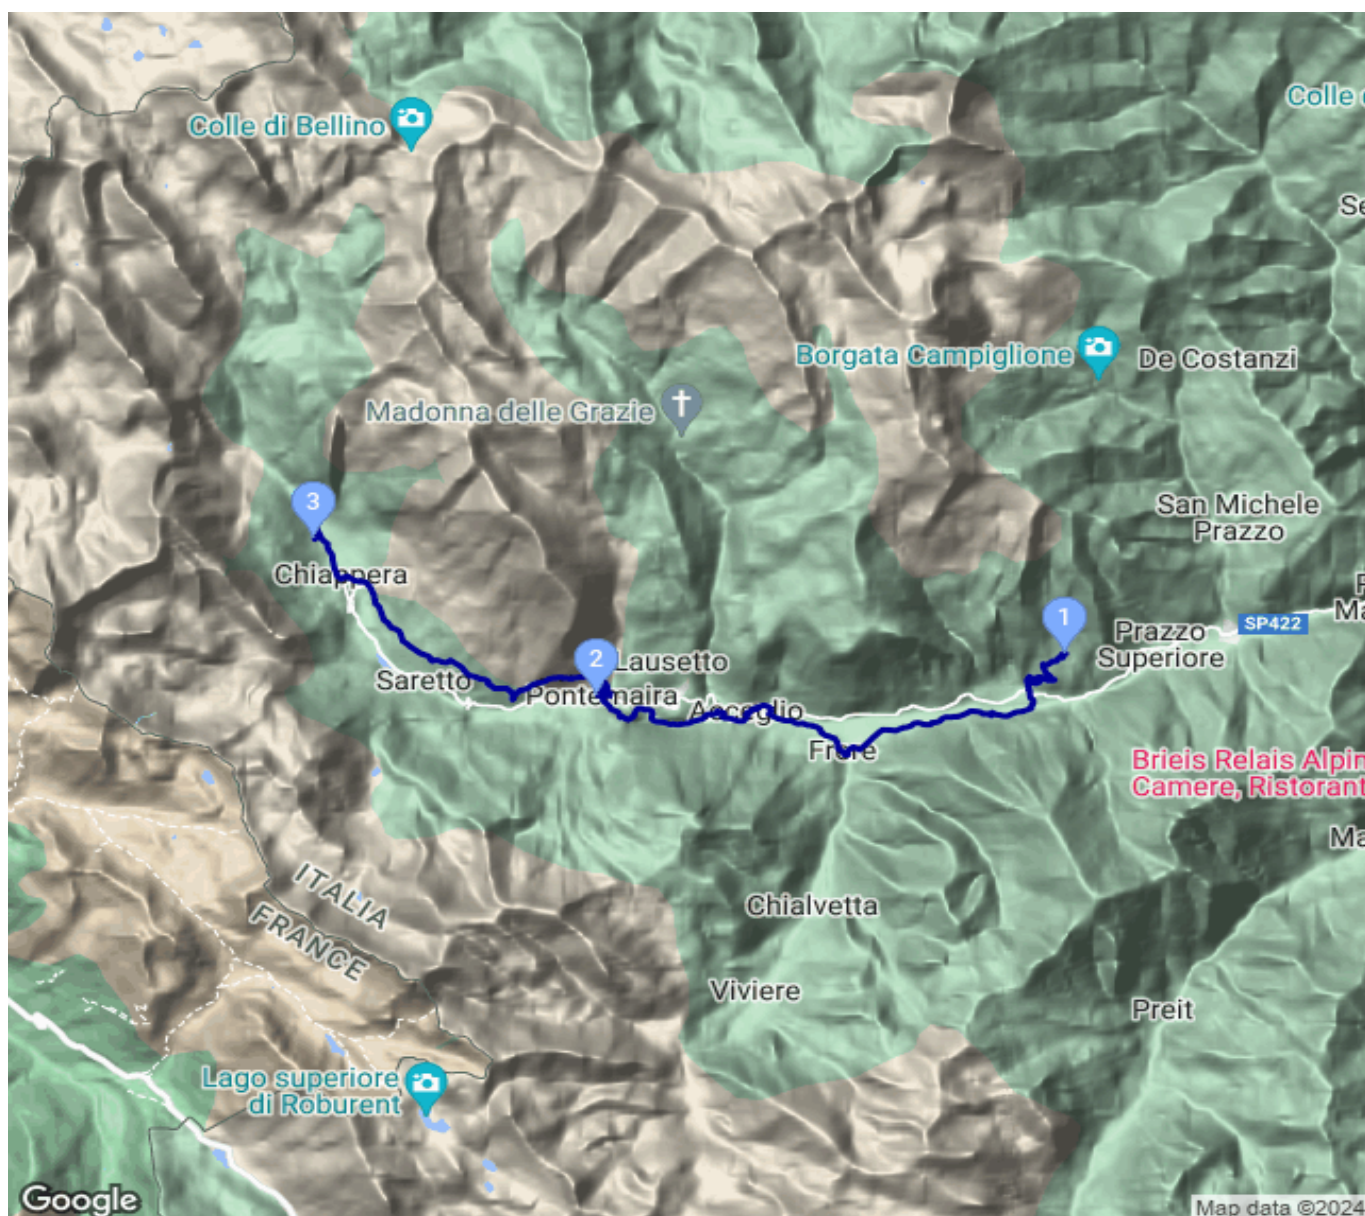 Colle d
Colle di Bellino
Se
Borgata Campiglione
De Costanzi
Madonna delle Grazie
San Michele
Prazzo
3
Chiappera
1
SP422
Ma
Prazzo
Superiore
2
Lausetto
Saretto
Pontemaira
Acceglio
Frere
Brieis Relais Alpin
Camere, Ristorant
Ma
ITALIA
FRANCE
Chialvetta
Viviere
Preit
Lago superiore
di Roburent
Google
Map data ©2024